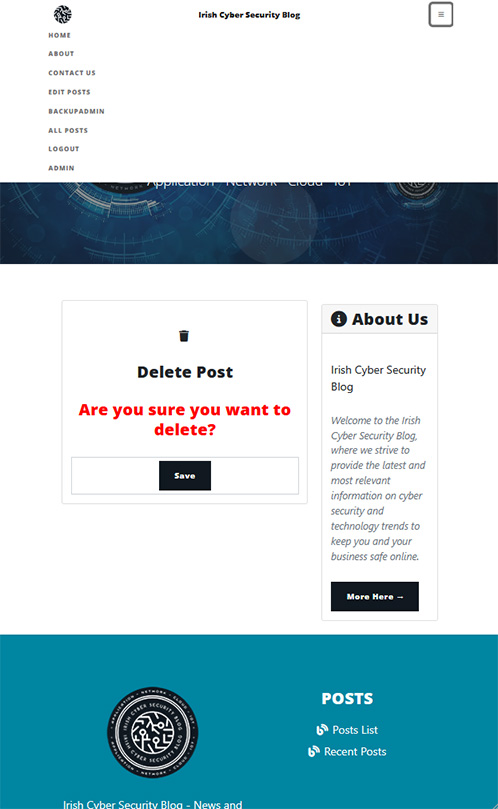 Irish Cyber Security Blog
HOME
ABOUT
CONTACT US
EDIT POSTS
BACKUPADMIN
ALL POSTS
LOGOUT
ADMIN
Application Network Cloud IoT
Delete Post
Are you sure you want to
delete?
Save
About Us
Irish Cyber Security
Blog
Welcome to the Irish
Cyber Security Blog,
where we strive to
provide the latest and
most relevant
information on cyber
security and
technology trends to
keep you and your
business safe online.
More Here →
IRISH CYBER SECURITY BLOG
APPLICATION - NETWORK - CLOUD - IOT
POSTS
Posts List
Recent Posts
Irish Cyber Security Blog - News and